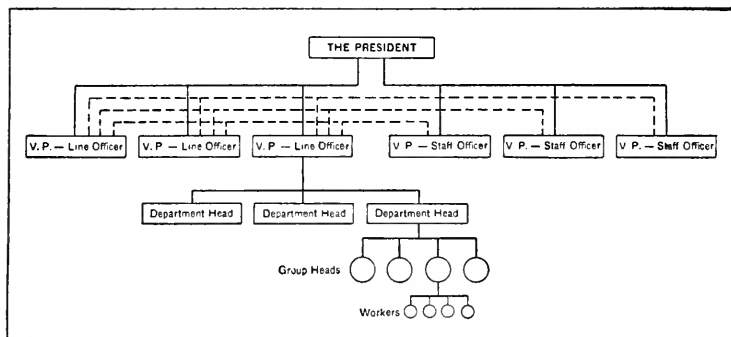 THE PRESIDENT
V. P. — Line Officer
V. P. — Line Officer
V. P. — Line Officer
V P — Staff Officer
V P. — Staff Officer
V P. — Staff Officer
Department Head
Department Head
Department Head
Group Heads
Workers